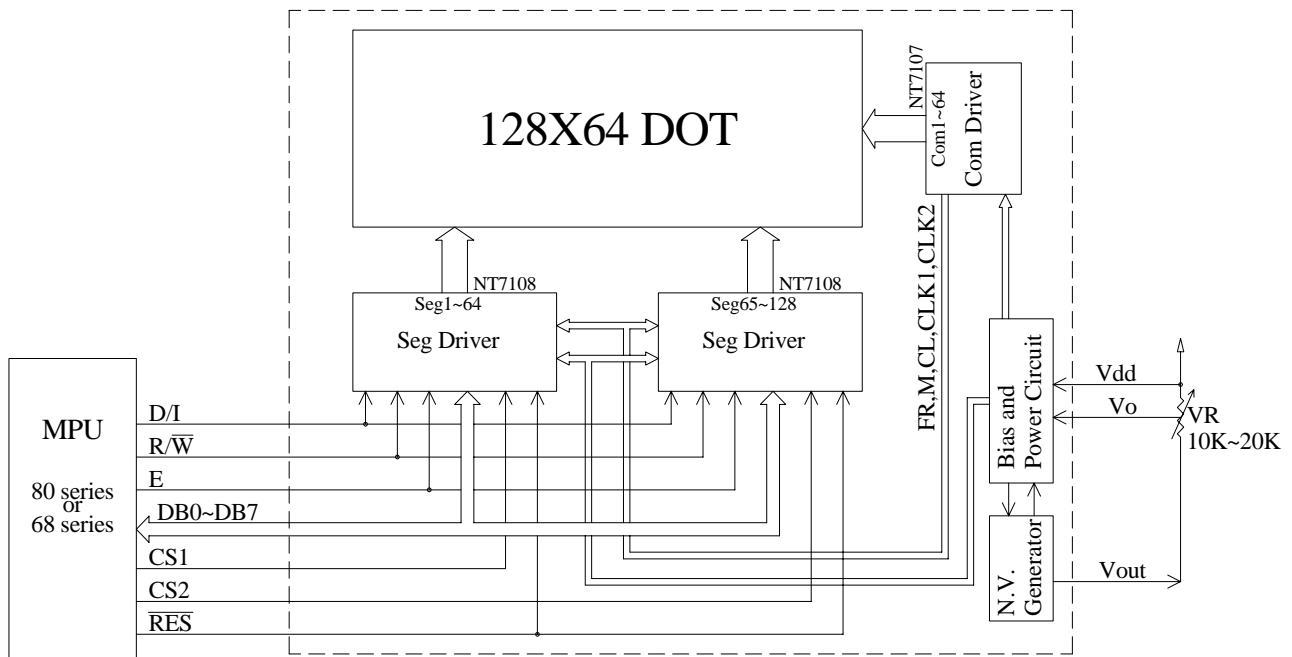 128X64 DOT
NT7107
Com1~64
Com Driver
FR,M,CL,CLK1,CLK2
NT7108
Seg1~64
Seg Driver
NT7108
Seg65~128
Seg Driver
MPU
80 series
or
68 series
D/I
R/W̅
E
DB0~DB7
CS1
CS2
R̅E̅S̅
Bias and
Power Circuit
Vdd
Vo
VR
10K~20K
N.V.
Generator
Vout